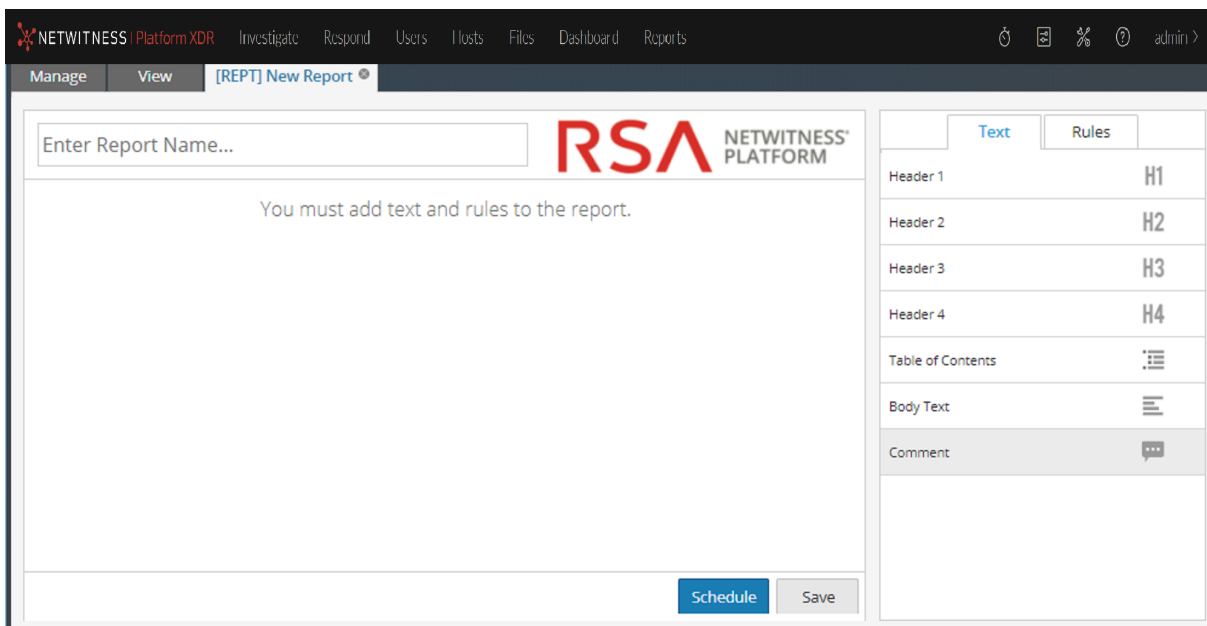 NETWITNESS | Platform XDR Investigate Respond Users Hosts Files Dashboard Reports admin >
Manage View [REPT] New Report
Enter Report Name...
RSA NETWITNESS® PLATFORM
You must add text and rules to the report.
Schedule Save
Text Rules
Header 1 H1
Header 2 H2
Header 3 H3
Header 4 H4
Table of Contents
Body Text
Comment